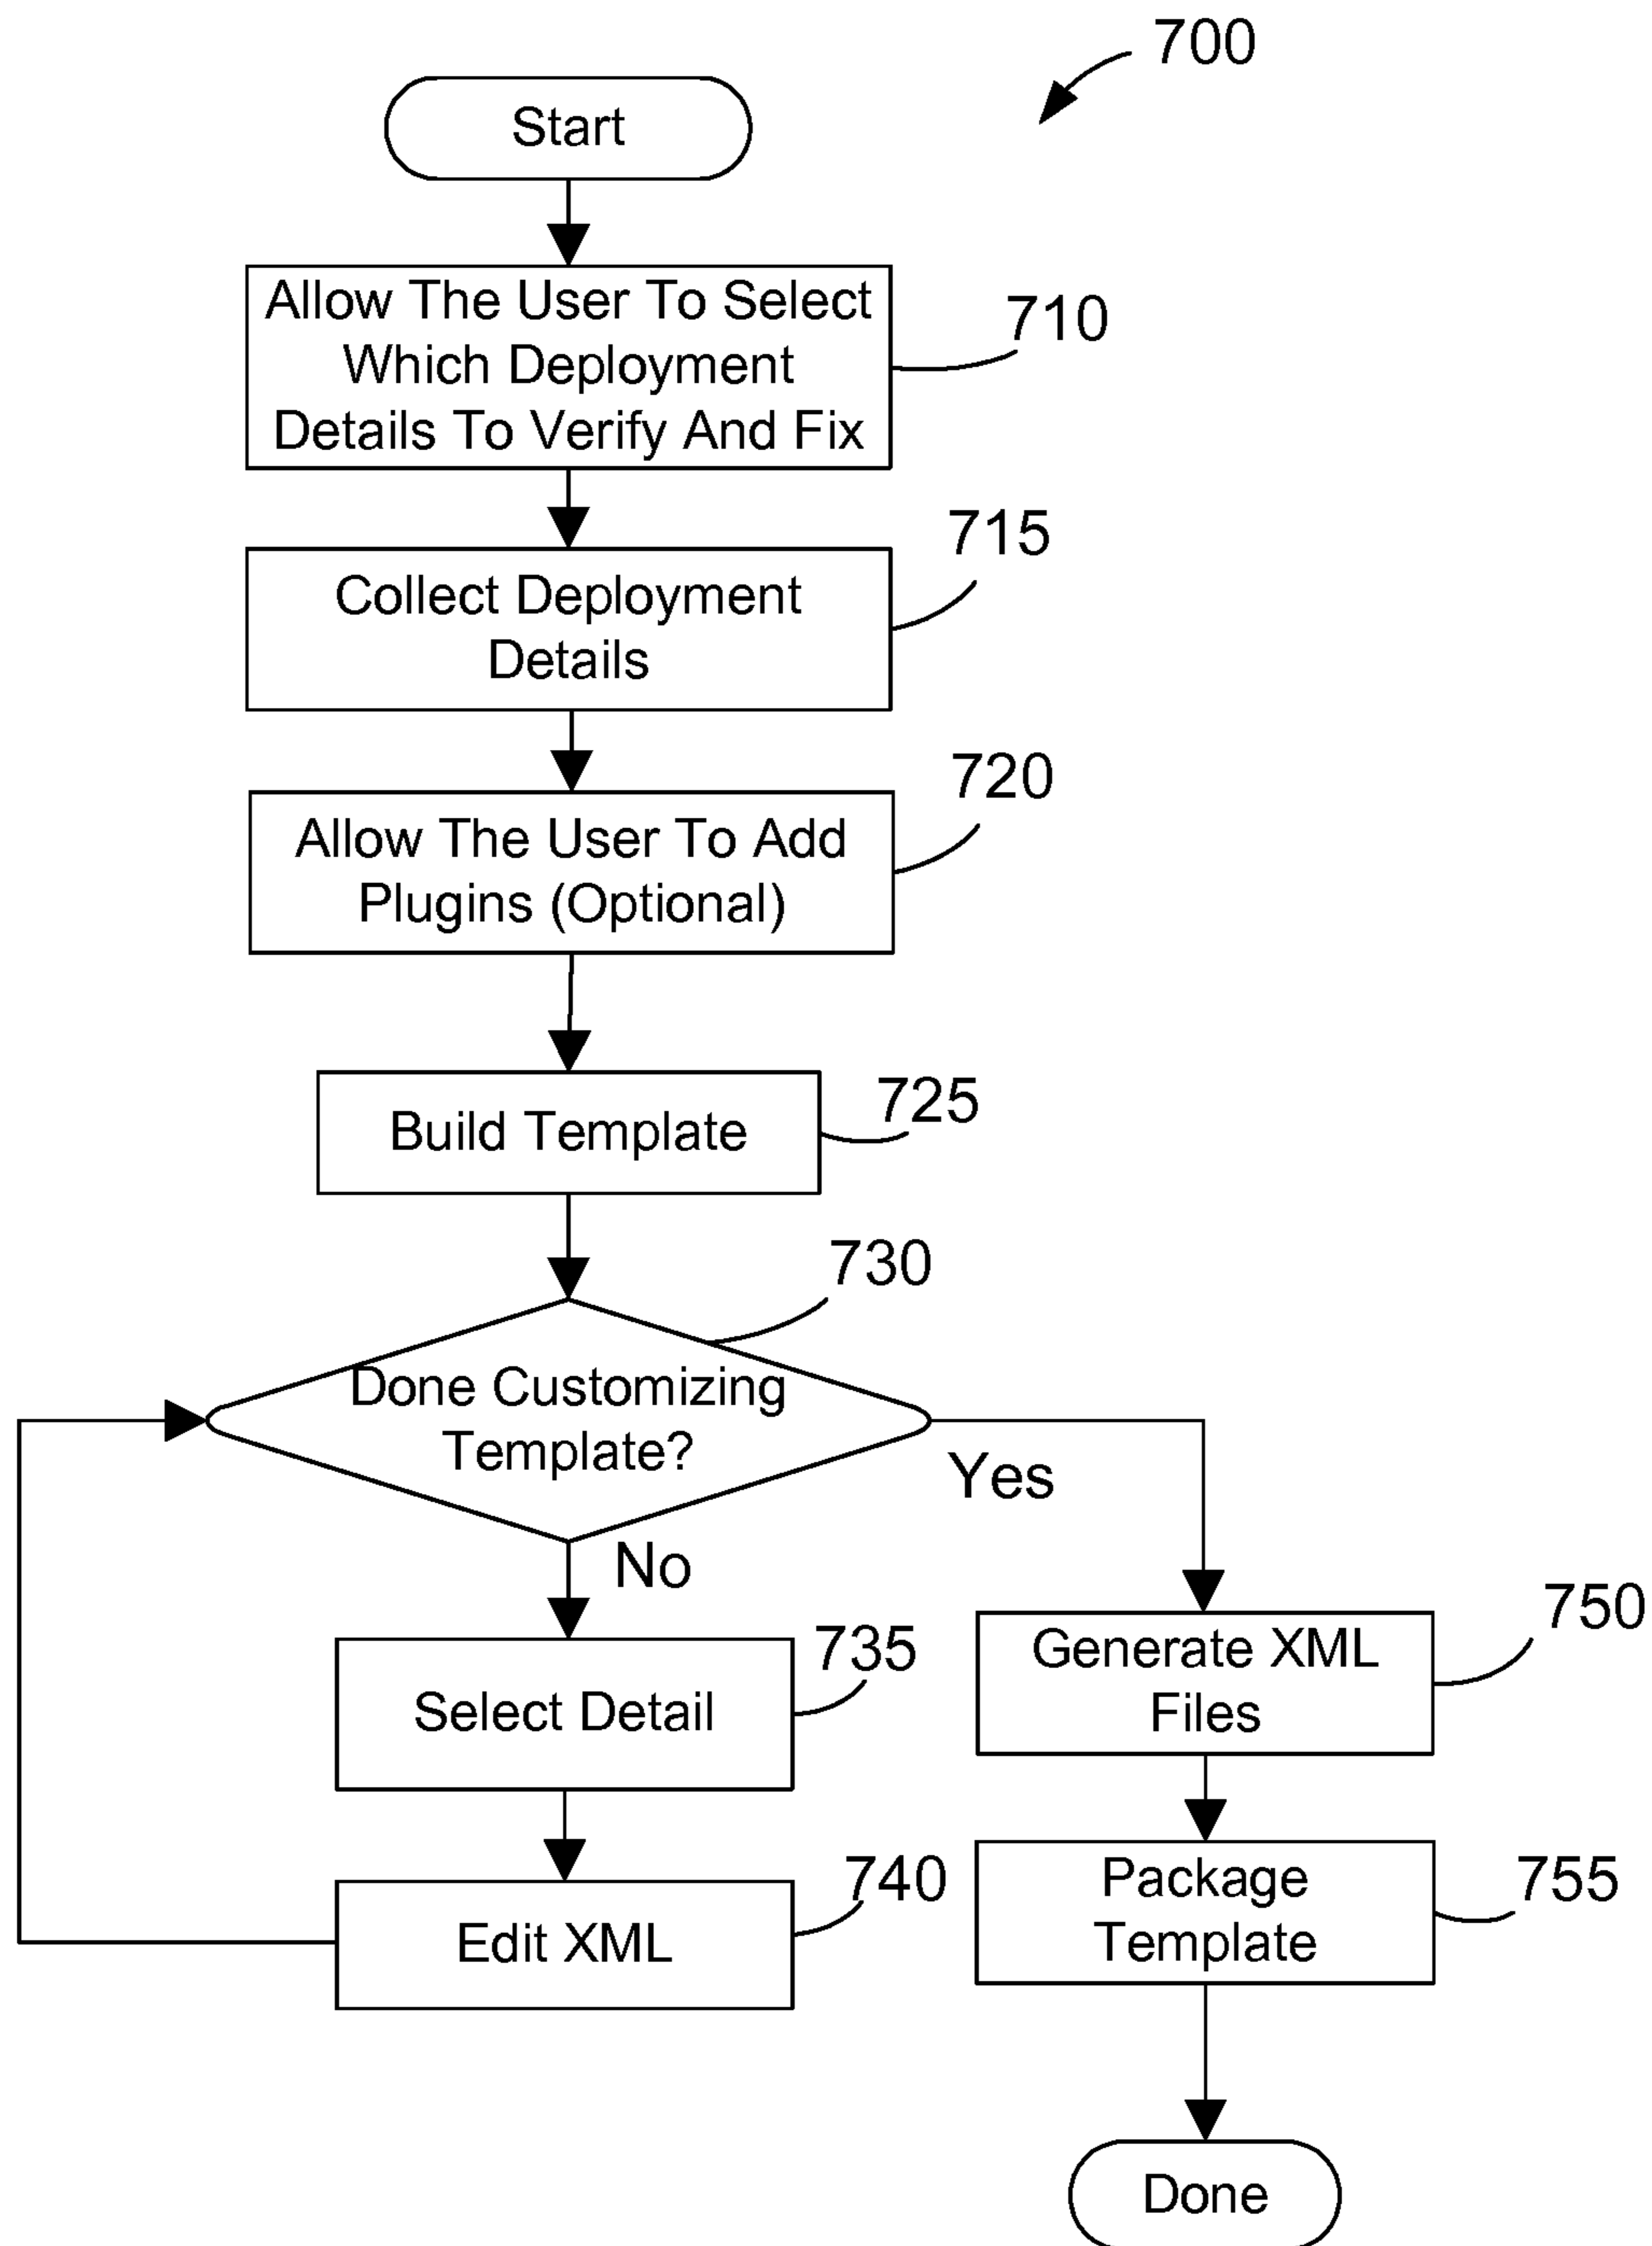 700
Start
Allow The User To Select
Which Deployment
Details To Verify And Fix
710
Collect Deployment
Details
715
Allow The User To Add
Plugins (Optional)
720
Build Template
725
730
Done Customizing
Template?
Yes
No
Select Detail
735
Generate XML
Files
750
Edit XML
740
Package
Template
755
Done